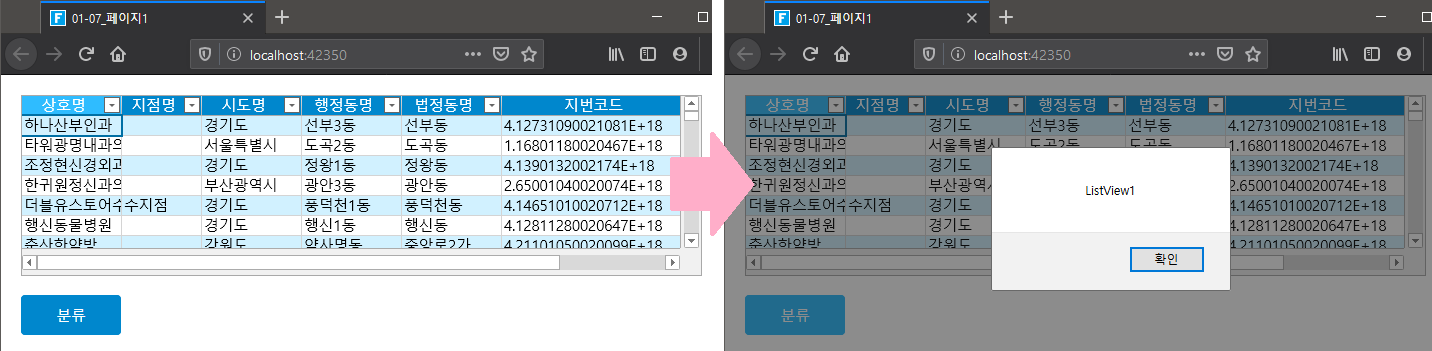 01-07_페이지1
localhost:42350
상호명 지점명 시도명 행정동명 법정동명 지번코드
하나산부인과 경기도 선부3동 선부동 4.12731090021081E+18
타워광명내과의 서울특별시 도곡2동 도곡동 1.16801180020467E+18
조정현신경외과 경기도 정왕1동 정왕동 4.1390132002174E+18
한귀원정신과의 부산광역시 광안3동 광안동 2.65001040020074E+18
더블유스토어수 수지점 경기도 풍덕천1동 풍덕천동 4.14651010020712E+18
행신동물병원 경기도 행신1동 행신동 4.12811280020647E+18
춘산한약방 강원도 약사명동 중앙로2가 4.21101050020099E+18
분류
01-07_페이지1
localhost:42350
상호명 지점명 시도명 행정동명 법정동명 지번코드
하나산부인과 경기도 선부3동 선부동 4.12731090021081E+18
타워광명내과의 서울특별시 도곡2동 도곡동 1.16801180020467E+18
조정현신경외과 경기도 4.1390132002174E+18
한귀원정신과의 부산광역시 2.65001040020074E+18
더블유스토어수 수지점 경기도 4.14651010020712E+18
행신동물병원 경기도 4.12811280020647E+18
춘산한약방 강원도 4.21101050020099E+18
ListView1
확인
분류